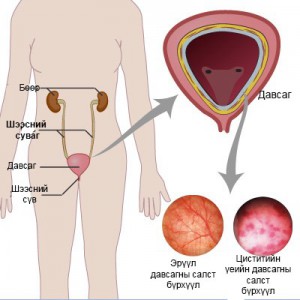 Бөөр
Шээсний
суваг
Давсаг
Шээсний
сүв
Давсаг
Эрүүл
давсагны салст
бүрхүүл
Циститийн
үеийн давсагны
салст
бүрхүүл